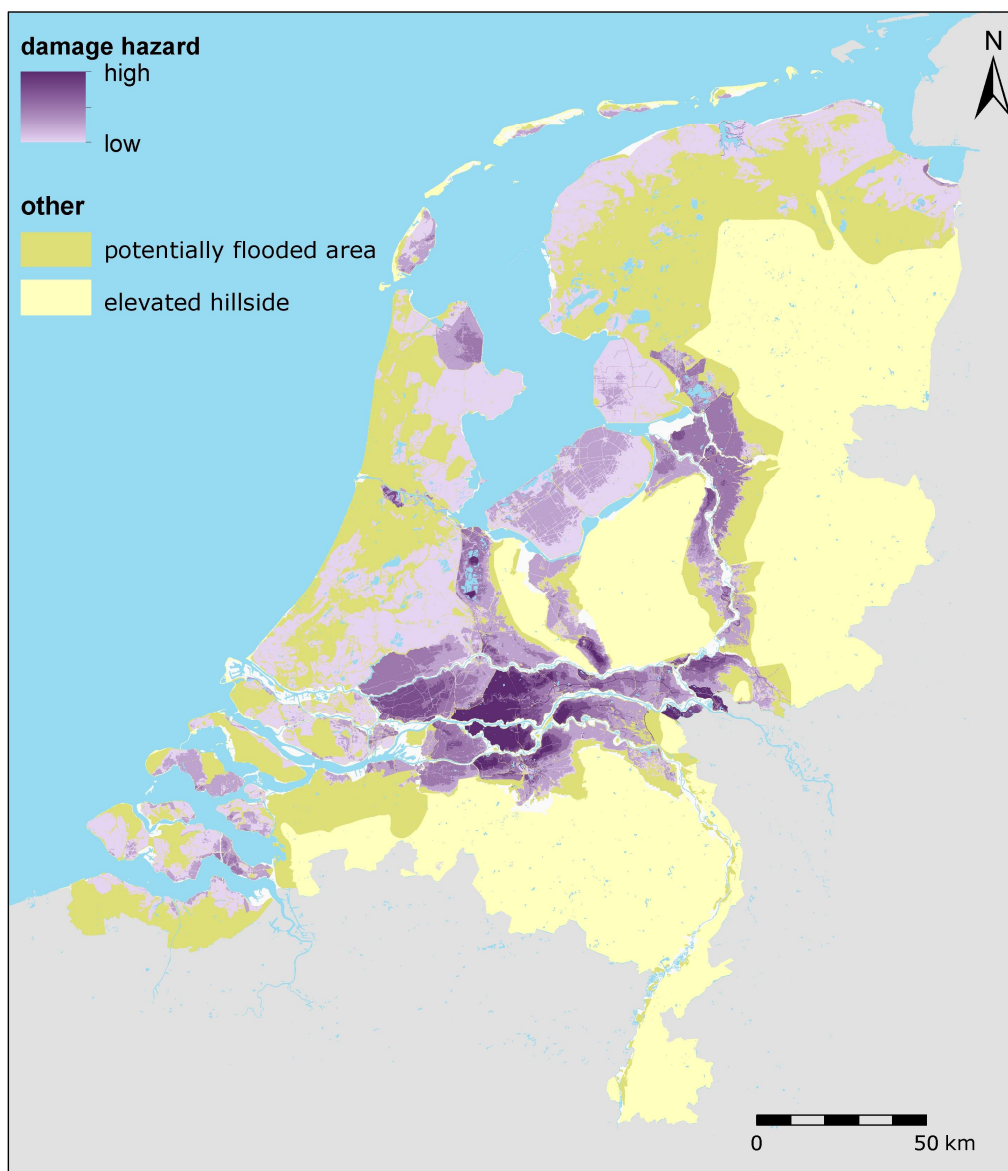 damage hazard
high
low
other
potentially flooded area
elevated hillside
N
0 50 km